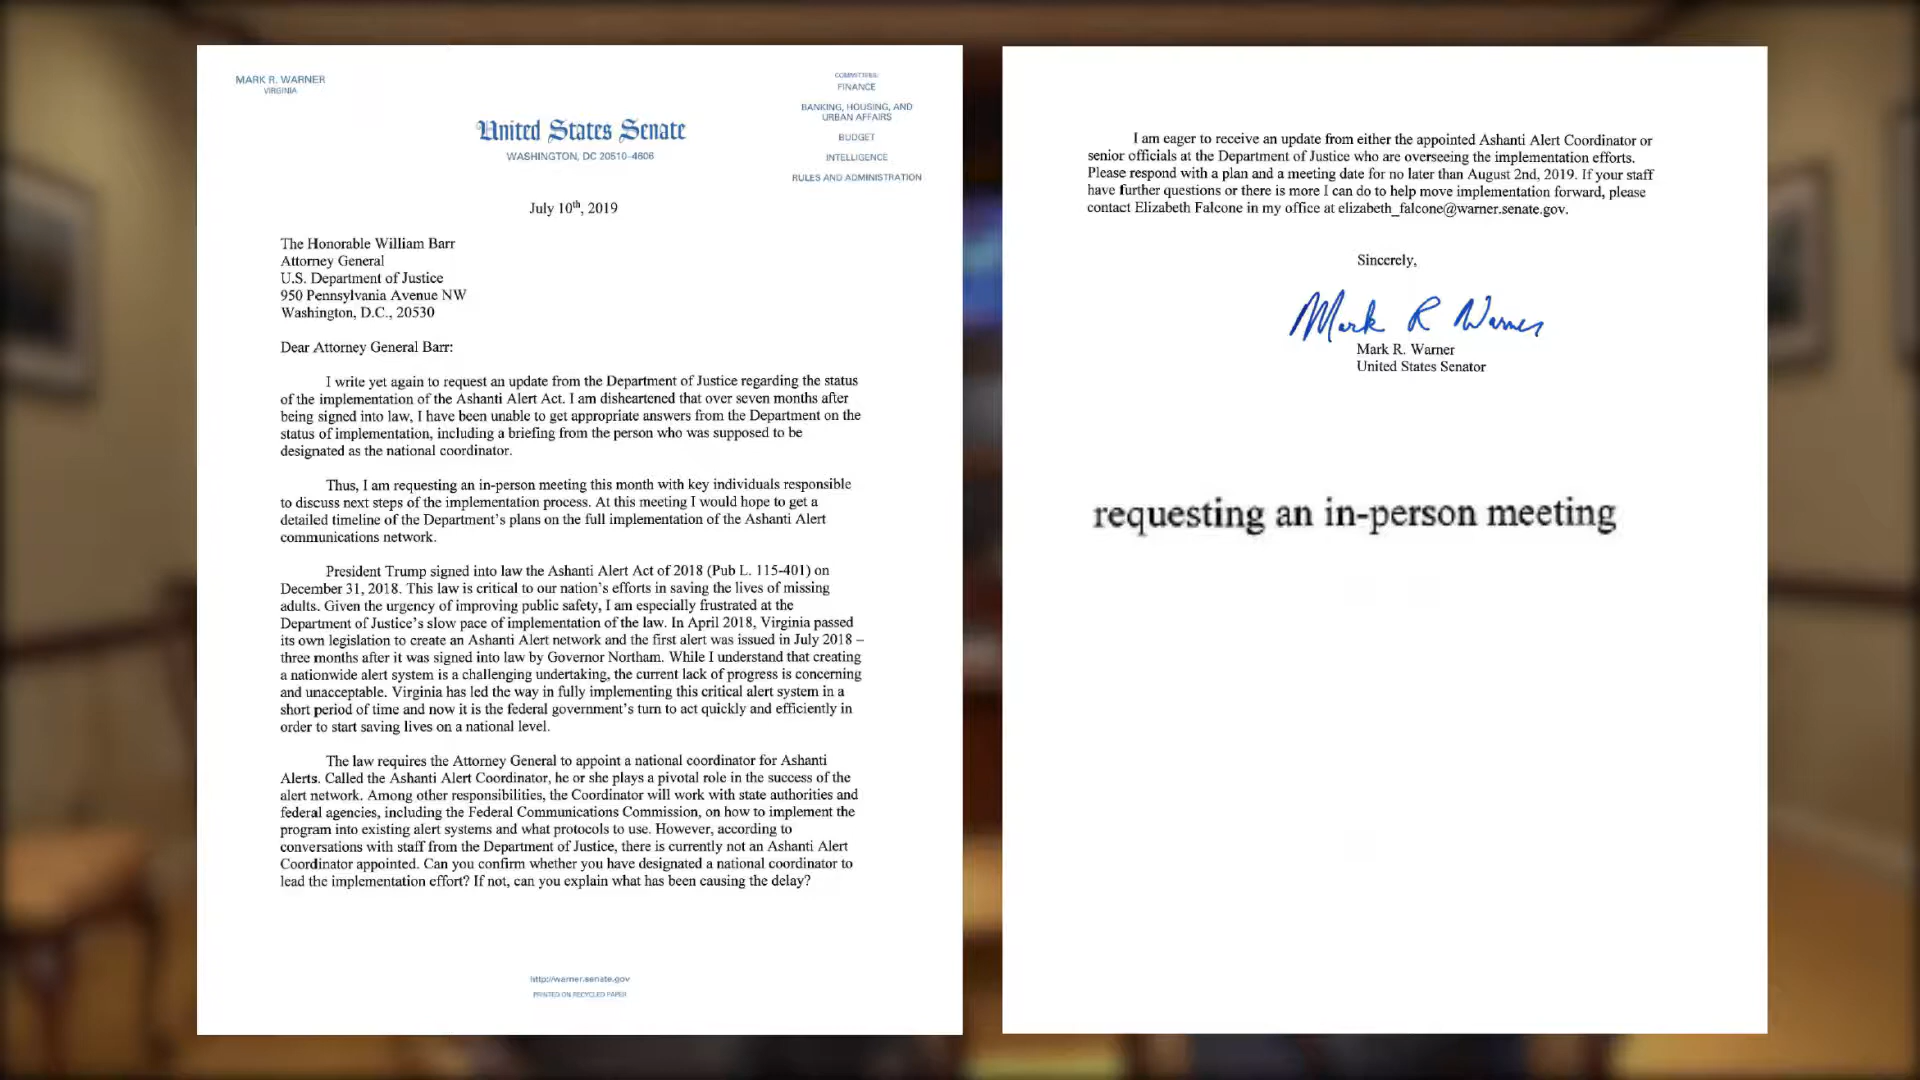 MARK R. WARNER
VIRGINIA
United States Senate
WASHINGTON, DC 20510-4606
COMMITTEES:
FINANCE
BANKING, HOUSING, AND
URBAN AFFAIRS
BUDGET
INTELLIGENCE
RULES AND ADMINISTRATION
July 10th, 2019
The Honorable William Barr
Attorney General
U.S. Department of Justice
950 Pennsylvania Avenue NW
Washington, D.C., 20530
Dear Attorney General Barr:
I write yet again to request an update from the Department of Justice regarding the status
of the implementation of the Ashanti Alert Act. I am disheartened that over seven months after
being signed into law, I have been unable to get appropriate answers from the Department on the
status of implementation, including a briefing from the person who was supposed to be
designated as the national coordinator.
Thus, I am requesting an in-person meeting this month with key individuals responsible
to discuss next steps of the implementation process. At this meeting I would hope to get a
detailed timeline of the Department's plans on the full implementation of the Ashanti Alert
communications network.
President Trump signed into law the Ashanti Alert Act of 2018 (Pub L. 115-401) on
December 31, 2018. This law is critical to our nation's efforts in saving the lives of missing
adults. Given the urgency of improving public safety, I am especially frustrated at the
Department of Justice's slow pace of implementation of the law. In April 2018, Virginia passed
its own legislation to create an Ashanti Alert network and the first alert was issued in July 2018 –
three months after it was signed into law by Governor Northam. While I understand that creating
a nationwide alert system is a challenging undertaking, the current lack of progress is concerning
and unacceptable. Virginia has led the way in fully implementing this critical alert system in a
short period of time and now it is the federal government's turn to act quickly and efficiently in
order to start saving lives on a national level.
The law requires the Attorney General to appoint a national coordinator for Ashanti
Alerts. Called the Ashanti Alert Coordinator, he or she plays a pivotal role in the success of the
alert network. Among other responsibilities, the Coordinator will work with state authorities and
federal agencies, including the Federal Communications Commission, on how to implement the
program into existing alert systems and what protocols to use. However, according to
conversations with staff from the Department of Justice, there is currently not an Ashanti Alert
Coordinator appointed. Can you confirm whether you have designated a national coordinator to
lead the implementation effort? If not, can you explain what has been causing the delay?
http://warner.senate.gov
PRINTED ON RECYCLED PAPER
I am eager to receive an update from either the appointed Ashanti Alert Coordinator or
senior officials at the Department of Justice who are overseeing the implementation efforts.
Please respond with a plan and a meeting date for no later than August 2nd, 2019. If your staff
have further questions or there is more I can do to help move implementation forward, please
contact Elizabeth Falcone in my office at elizabeth_falcone@warner.senate.gov.
Sincerely,
Mark R Warner
Mark R. Warner
United States Senator
requesting an in-person meeting